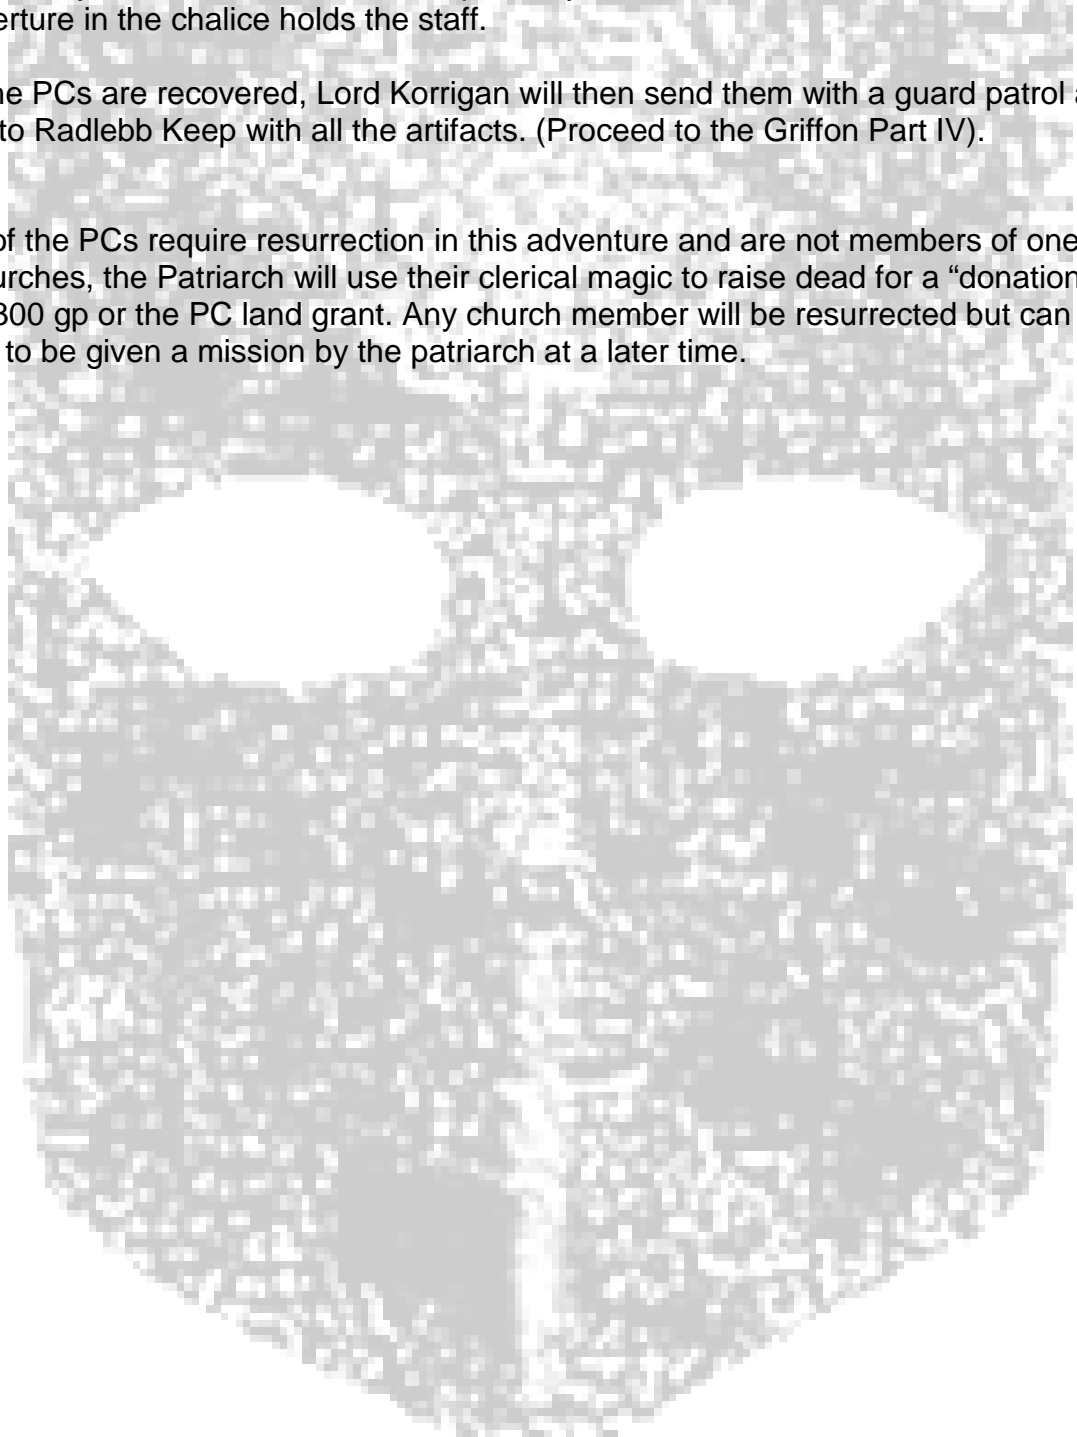 erture in the chalice holds the staff.
he PCs are recovered, Lord Korrigan will then send them with a guard patrol
to Radlebb Keep with all the artifacts. (Proceed to the Griffon Part IV).
of the PCs require resurrection in this adventure and are not members of one
urches, the Patriarch will use their clerical magic to raise dead for a “donation
300 gp or the PC land grant. Any church member will be resurrected but can
to be given a mission by the patriarch at a later time.